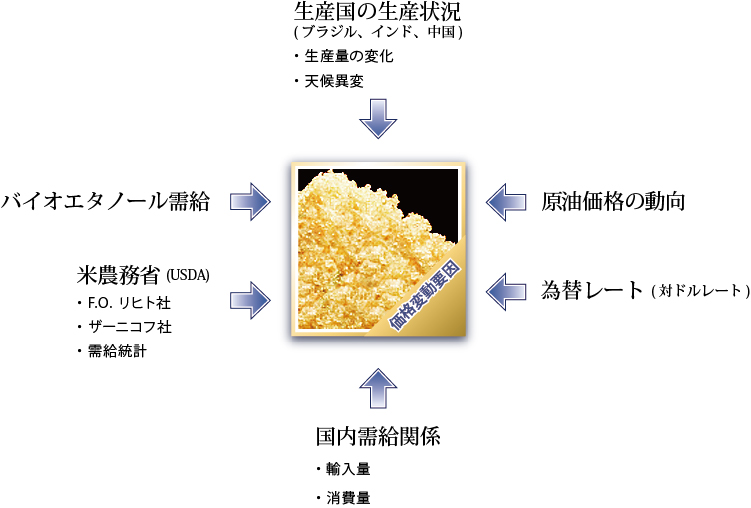 生産国の生産状況
(ブラジル、インド、中国)
・生産量の変化
・天候異変
バイオエタノール需給
原油価格の動向
米農務省 (USDA)
・F.O. リヒト社
・ザーニコフ社
・需給統計
為替レート (対ドルレート)
価格変動要因
国内需給関係
・輸入量
・消費量